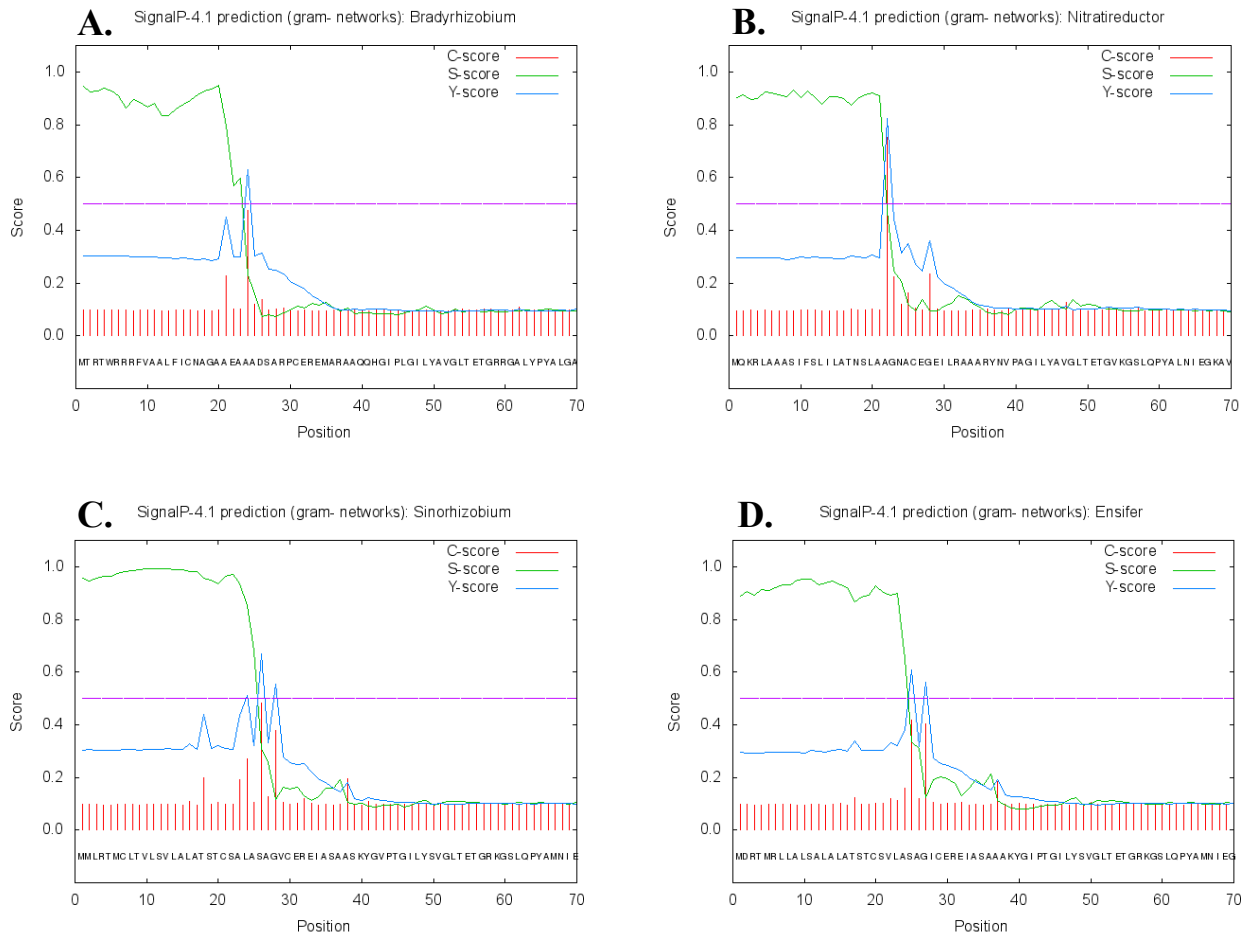 A.
SignalP-4.1 prediction (gram- networks): Bradyrhizobium
C-score
S-score
Y-score
Score
1.0
0.8
0.6
0.4
0.2
0.0
MTRTWRRRFVAALFICNAGAAEAAADSARPCEREMARAAQQHGIPLGILYAVGLTETGRRGALYPYALGA
0 10 20 30 40 50 60 70
Position
B.
SignalP-4.1 prediction (gram- networks): Nitratireductor
C-score
S-score
Y-score
Score
1.0
0.8
0.6
0.4
0.2
0.0
MQKRLAAASIFSLILATNSLAAGNACEGEILRAAARYNVPAGILYAVGLTETGVKGSLQPYALNIEGKAV
0 10 20 30 40 50 60 70
Position
C.
SignalP-4.1 prediction (gram- networks): Sinorhizobium
C-score
S-score
Y-score
Score
1.0
0.8
0.6
0.4
0.2
0.0
MMLRTMCLTVLSVLALATSTCSALASAGVCEREIASAASKYGVPTGILYSVGLTETGRKGSLQPYAMNIE
0 10 20 30 40 50 60 70
Position
D.
SignalP-4.1 prediction (gram- networks): Ensifer
C-score
S-score
Y-score
Score
1.0
0.8
0.6
0.4
0.2
0.0
MDRTMRLLALSALALATSTCSVLASAGICEREIASAAAKYGIPTGILYSVGLTETGRKGSLQPYAMNIEG
0 10 20 30 40 50 60 70
Position